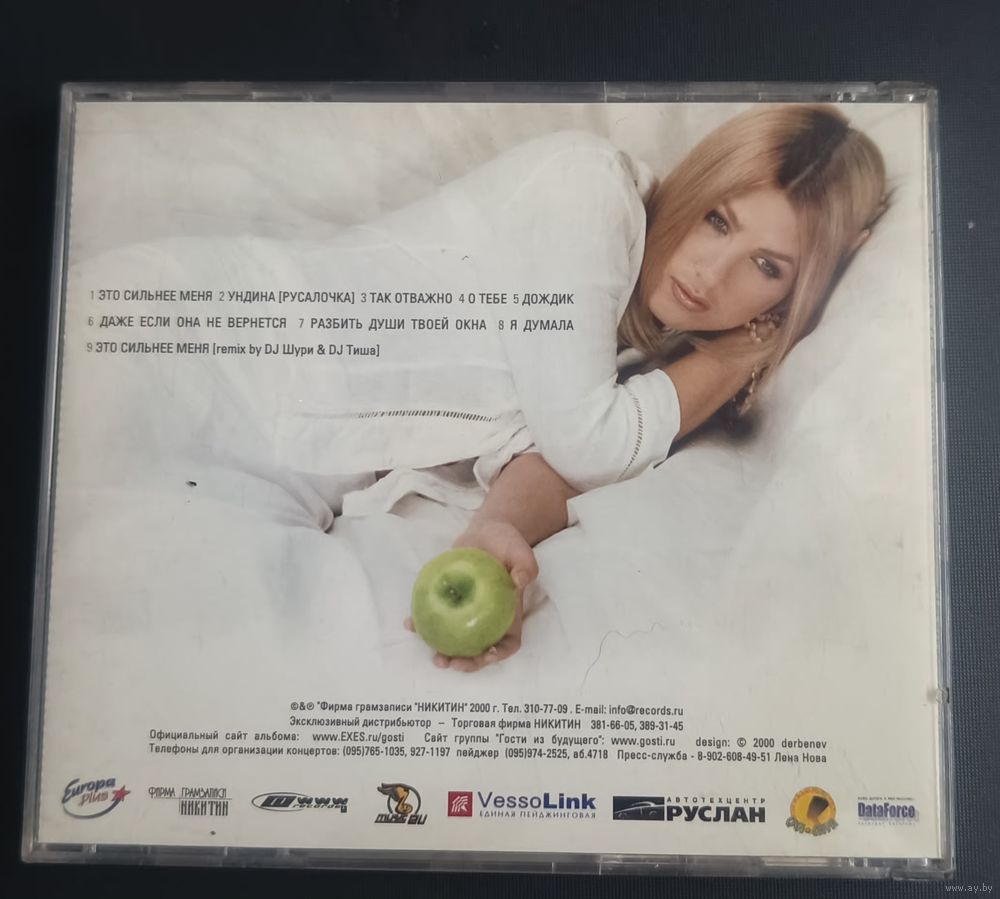 1 ЭТО СИЛЬНЕЕ МЕНЯ 2 УНДИНА [РУСАЛОЧКА] 3 ТАК ОТВАЖНО 4 О ТЕБЕ 5 ДОЖДИК
6 ДАЖЕ ЕСЛИ ОНА НЕ ВЕРНЕТСЯ 7 РАЗБИТЬ ДУШИ ТВОЕЙ ОКНА 8 Я ДУМАЛА
9 ЭТО СИЛЬНЕЕ МЕНЯ [remix by DJ Шури & DJ Тиша]
©&℗ "Фирма грамзаписи "НИКИТИН" 2000 г. Тел. 310-77-09 . E-mail: info@records.ru
Эксклюзивный дистрибьютор – Торговая фирма НИКИТИН 381-66-05, 389-31-45
Официальный сайт альбома: www.EXES.ru/gosti Сайт группы "Гости из будущего": www.gosti.ru design: © 2000 derbenev
Телефоны для организации концертов: (095)765-1035, 927-1197 пейджер (095)974-2525, аб.4718 Пресс-служба - 8-902-608-49-51 Лена Нова
Europa plus
ФИРМА ГРАМЗАПИСИ НИКИТИН
www records
VessoLink
ЕДИНАЯ ПЕЙДЖИНГОВАЯ
АВТОТЕХЦЕНТР
РУСЛАН
DataForce
www.ay.by